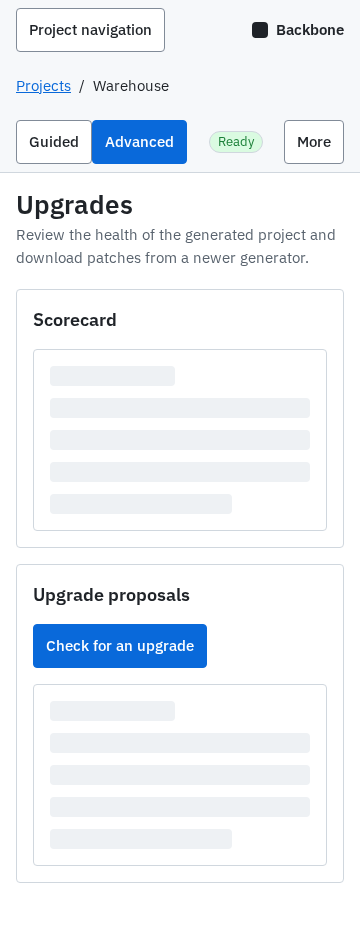 Project navigation
Backbone
Projects / Warehouse
Guided
Advanced
Ready
More
Upgrades
Review the health of the generated project and
download patches from a newer generator.
Scorecard
Upgrade proposals
Check for an upgrade